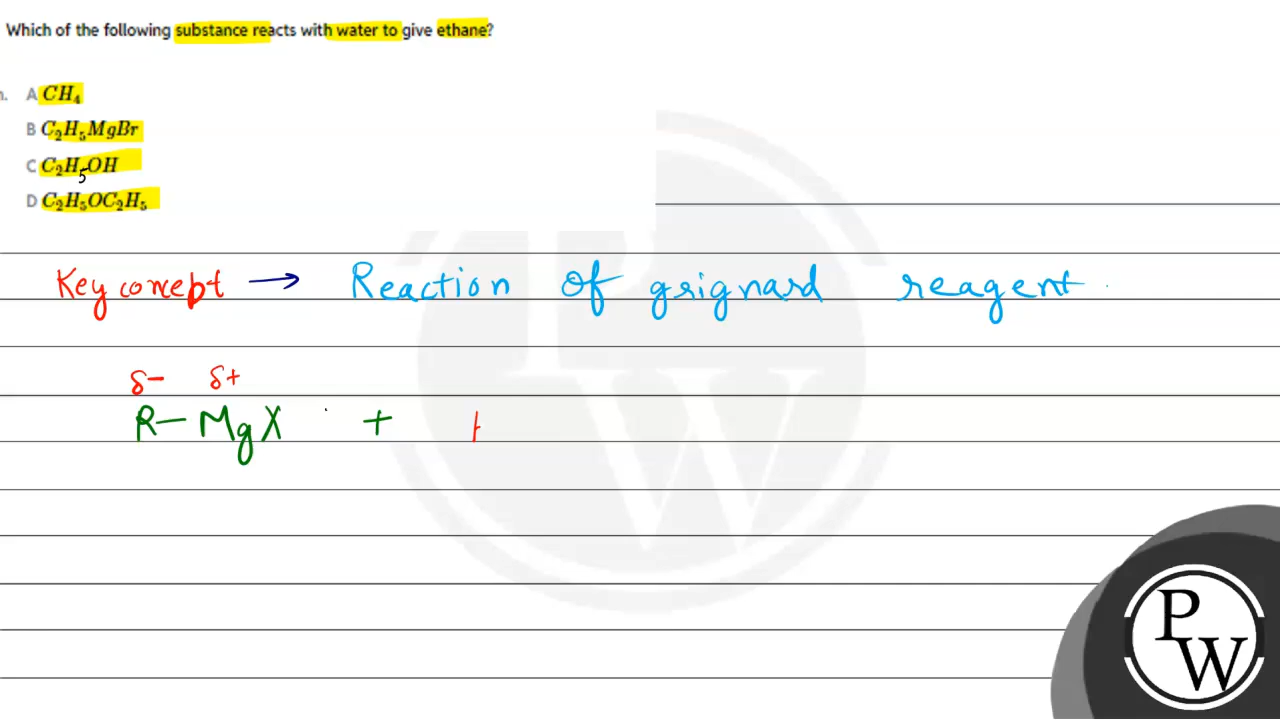 Which of the following substance reacts with water to give ethane?
n. A CH₄
B C₂H₅MgBr
C C₂H₅OH
D C₂H₅OC₂H₅
Key concept → Reaction of grignard reagent.
δ- δ+
R-MgX +
PW